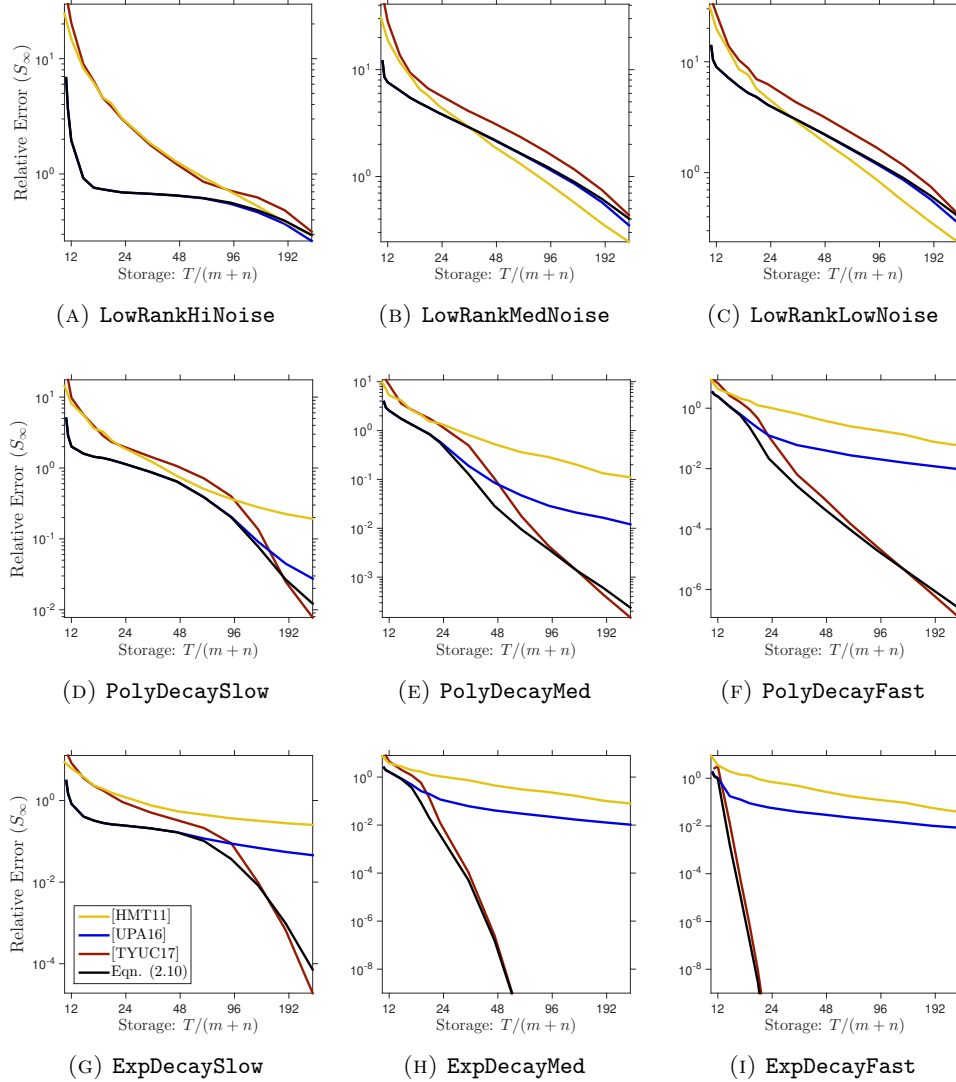 Relative Error (S∞)
10^1
10^0
12 24 48 96 192
Storage: T/(m + n)
(A) LowRankHiNoise
10^1
10^0
12 24 48 96 192
Storage: T/(m + n)
(B) LowRankMedNoise
10^1
10^0
12 24 48 96 192
Storage: T/(m + n)
(C) LowRankLowNoise
Relative Error (S∞)
10^1
10^0
10^-1
10^-2
12 24 48 96 192
Storage: T/(m + n)
(D) PolyDecaySlow
10^1
10^0
10^-1
10^-2
10^-3
12 24 48 96 192
Storage: T/(m + n)
(E) PolyDecayMed
10^0
10^-2
10^-4
10^-6
12 24 48 96 192
Storage: T/(m + n)
(F) PolyDecayFast
Relative Error (S∞)
10^0
10^-2
10^-4
[HMT11]
[UPA16]
[TYUC17]
Eqn. (2.10)
12 24 48 96 192
Storage: T/(m + n)
(G) ExpDecaySlow
10^0
10^-2
10^-4
10^-6
10^-8
12 24 48 96 192
Storage: T/(m + n)
(H) ExpDecayMed
10^0
10^-2
10^-4
10^-6
10^-8
12 24 48 96 192
Storage: T/(m + n)
(I) ExpDecayFast